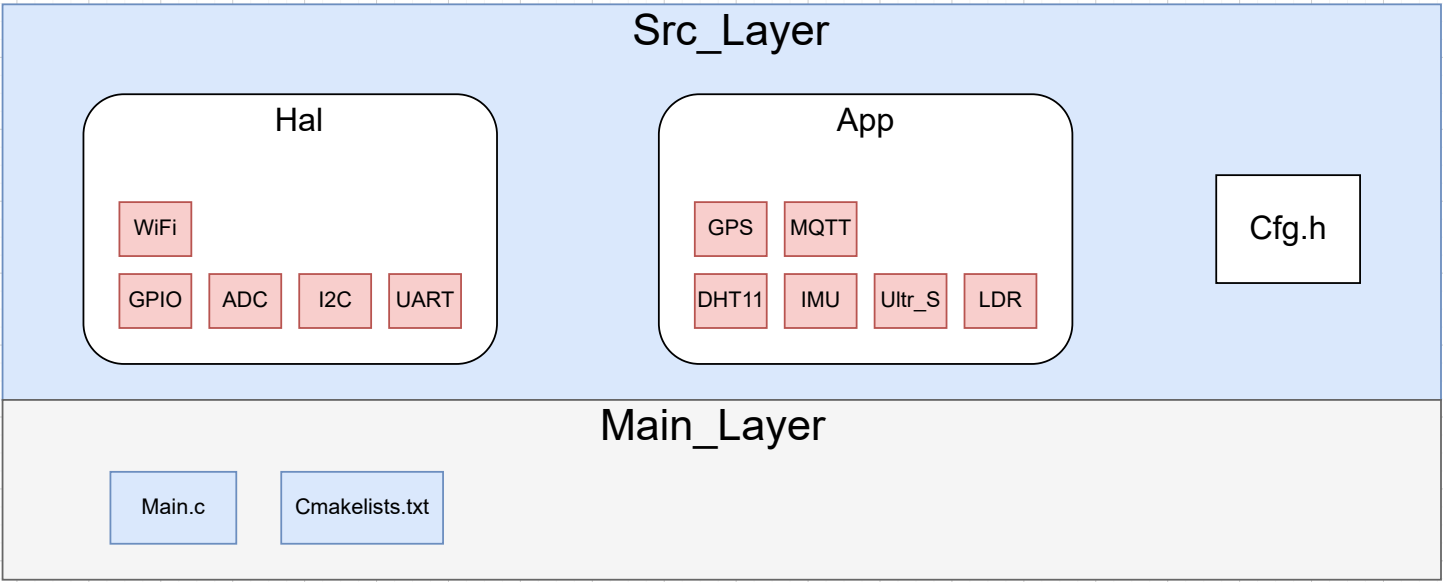 Src_Layer
Hal
WiFi
GPIO ADC I2C UART
App
GPS MQTT
DHT11 IMU Ultr_S LDR
Cfg.h
Main_Layer
Main.c Cmakelists.txt